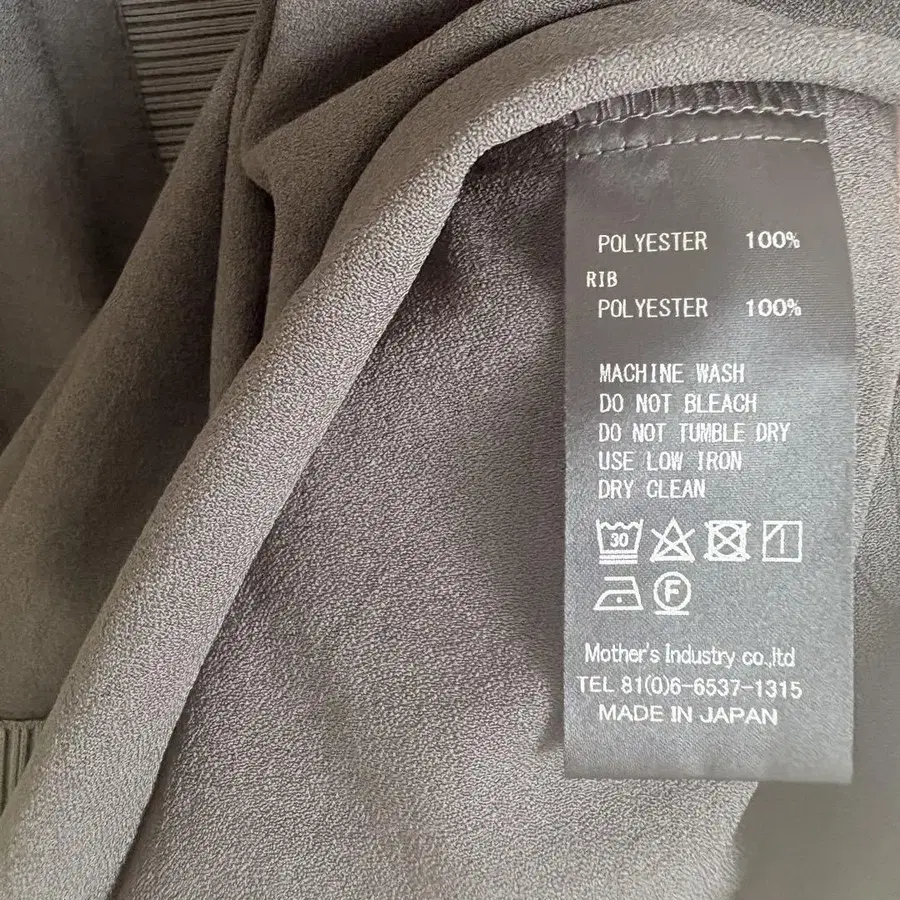 POLYESTER 100%
RIB
POLYESTER 100%
MACHINE WASH
DO NOT BLEACH
DO NOT TUMBLE DRY
USE LOW IRON
DRY CLEAN
30
F
Mother's Industry co.,ltd
TEL 81(0)6-6537-1315
MADE IN JAPAN